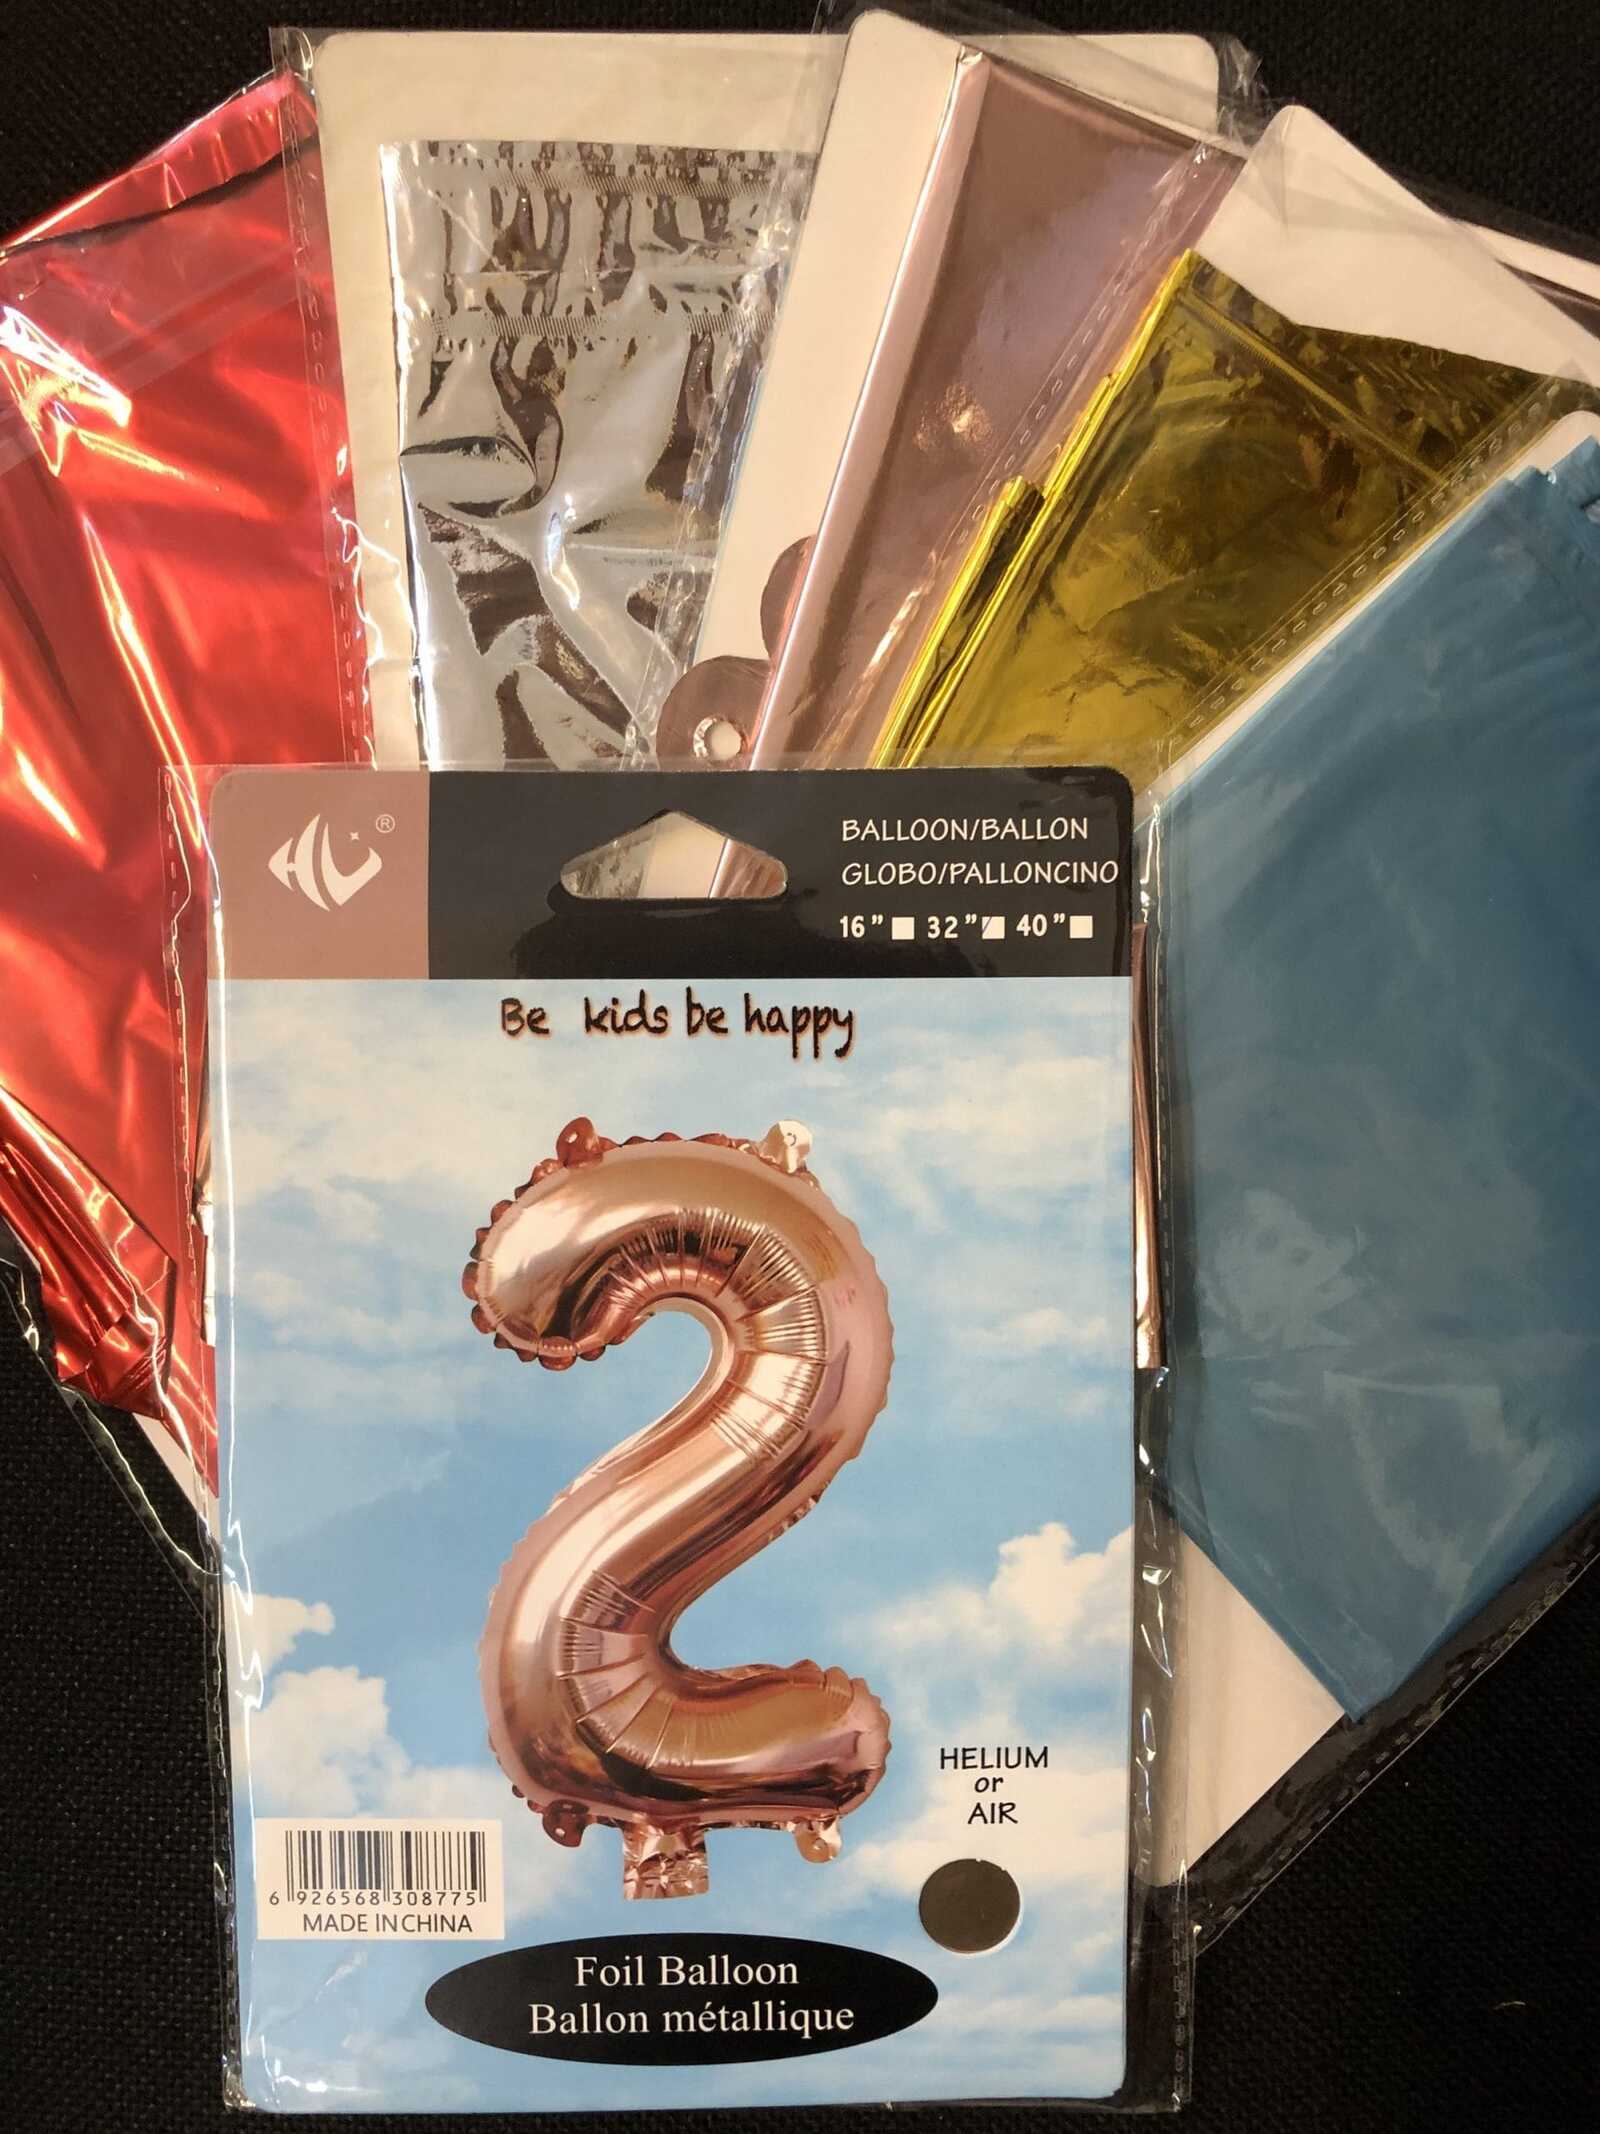 HL®
BALLOON/BALLON
GLOBO/PALLONCINO
16" 32" 40"
Be kids be happy
2
HELIUM
or
AIR
6 926568 308775
MADE IN CHINA
Foil Balloon
Ballon métallique